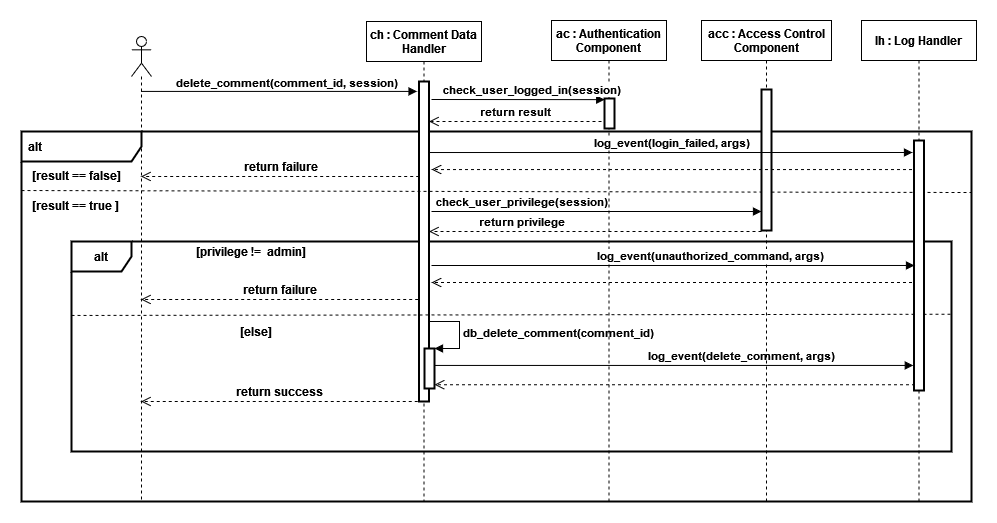 ch : Comment Data
Handler
ac : Authentication
Component
acc : Access Control
Component
lh : Log Handler
delete_comment(comment_id, session)
check_user_logged_in(session)
return result
alt
log_event(login_failed, args)
return failure
[result == false]
[result == true ]
check_user_privilege(session)
return privilege
alt
[privilege != admin]
log_event(unauthorized_command, args)
return failure
[else]
db_delete_comment(comment_id)
log_event(delete_comment, args)
return success